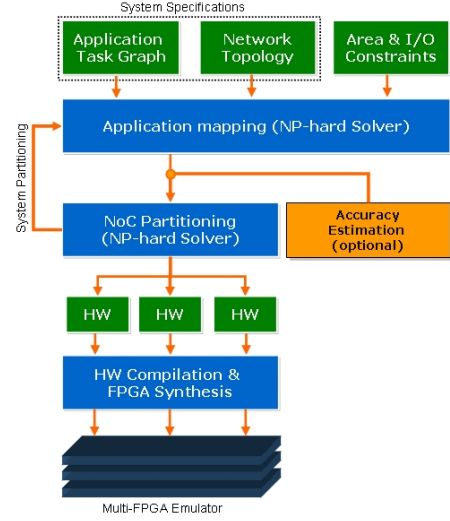 System Specifications
Application
Task Graph
Network
Topology
Area & I/O
Constraints
Application mapping (NP-hard Solver)
System Partitioning
NoC Partitioning
(NP-hard Solver)
Accuracy
Estimation
(optional)
HW
HW
HW
HW Compilation &
FPGA Synthesis
Multi-FPGA Emulator